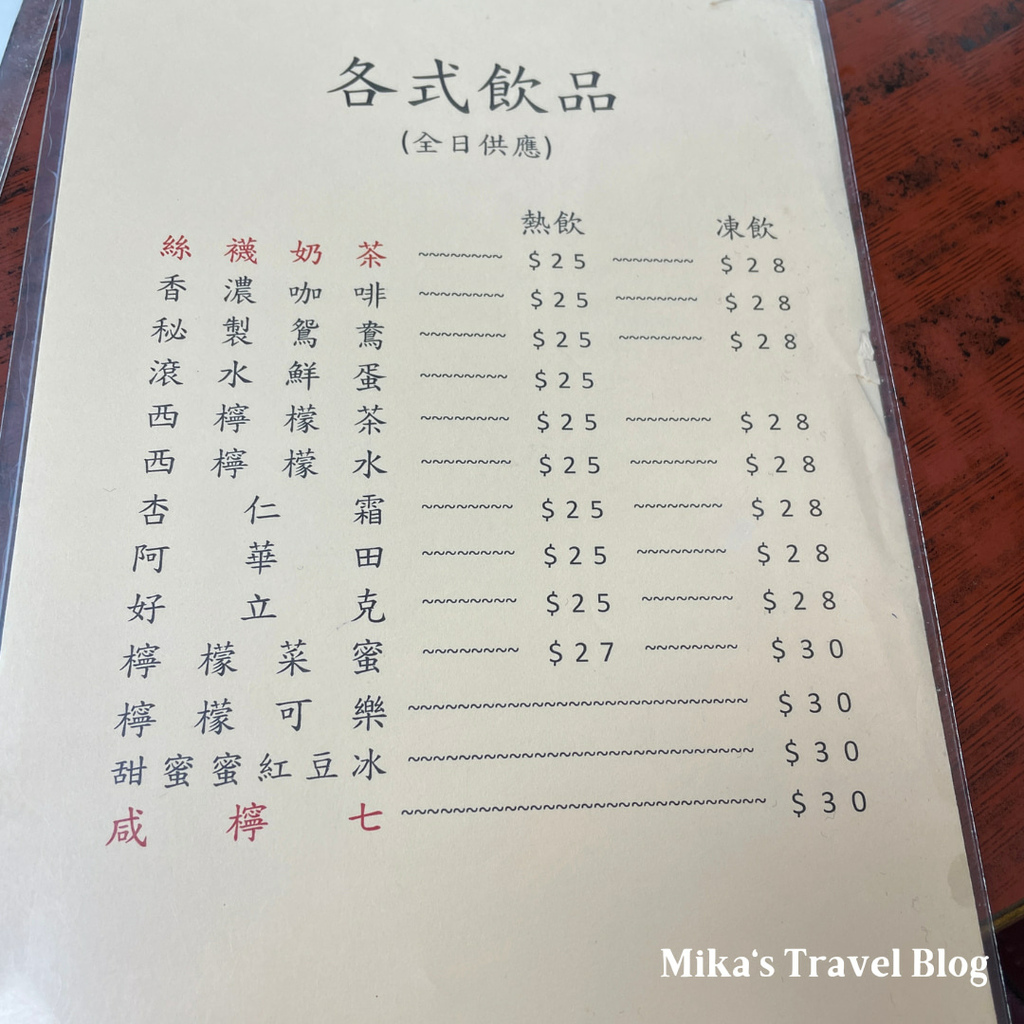 各式飲品
(全日供應)
熱飲 凍飲
絲襪奶茶 ~~~~~~~~ $25 ~~~~~~~~ $28
香濃咖啡 ~~~~~~~~ $25 ~~~~~~~~ $28
秘製鴛鴦 ~~~~~~~~ $25 ~~~~~~~~ $28
滾水鮮蛋 ~~~~~~~~ $25
西檸檬茶 ~~~~~~~~ $25 ~~~~~~~~ $28
西檸檬水 ~~~~~~~~ $25 ~~~~~~~~ $28
杏仁霜 ~~~~~~~~ $25 ~~~~~~~~ $28
阿華田 ~~~~~~~~ $25 ~~~~~~~~ $28
好立克 ~~~~~~~~ $25 ~~~~~~~~ $28
檸檬菜蜜 ~~~~~~~~ $27 ~~~~~~~~ $30
檸檬可樂 ~~~~~~~~~~~~~~~~~~~~~~~~~~~ $30
甜蜜蜜紅豆冰 ~~~~~~~~~~~~~~~~~~~~~~~~~~~ $30
咸檸七 ~~~~~~~~~~~~~~~~~~~~~~~~~~~ $30
Mika's Travel Blog